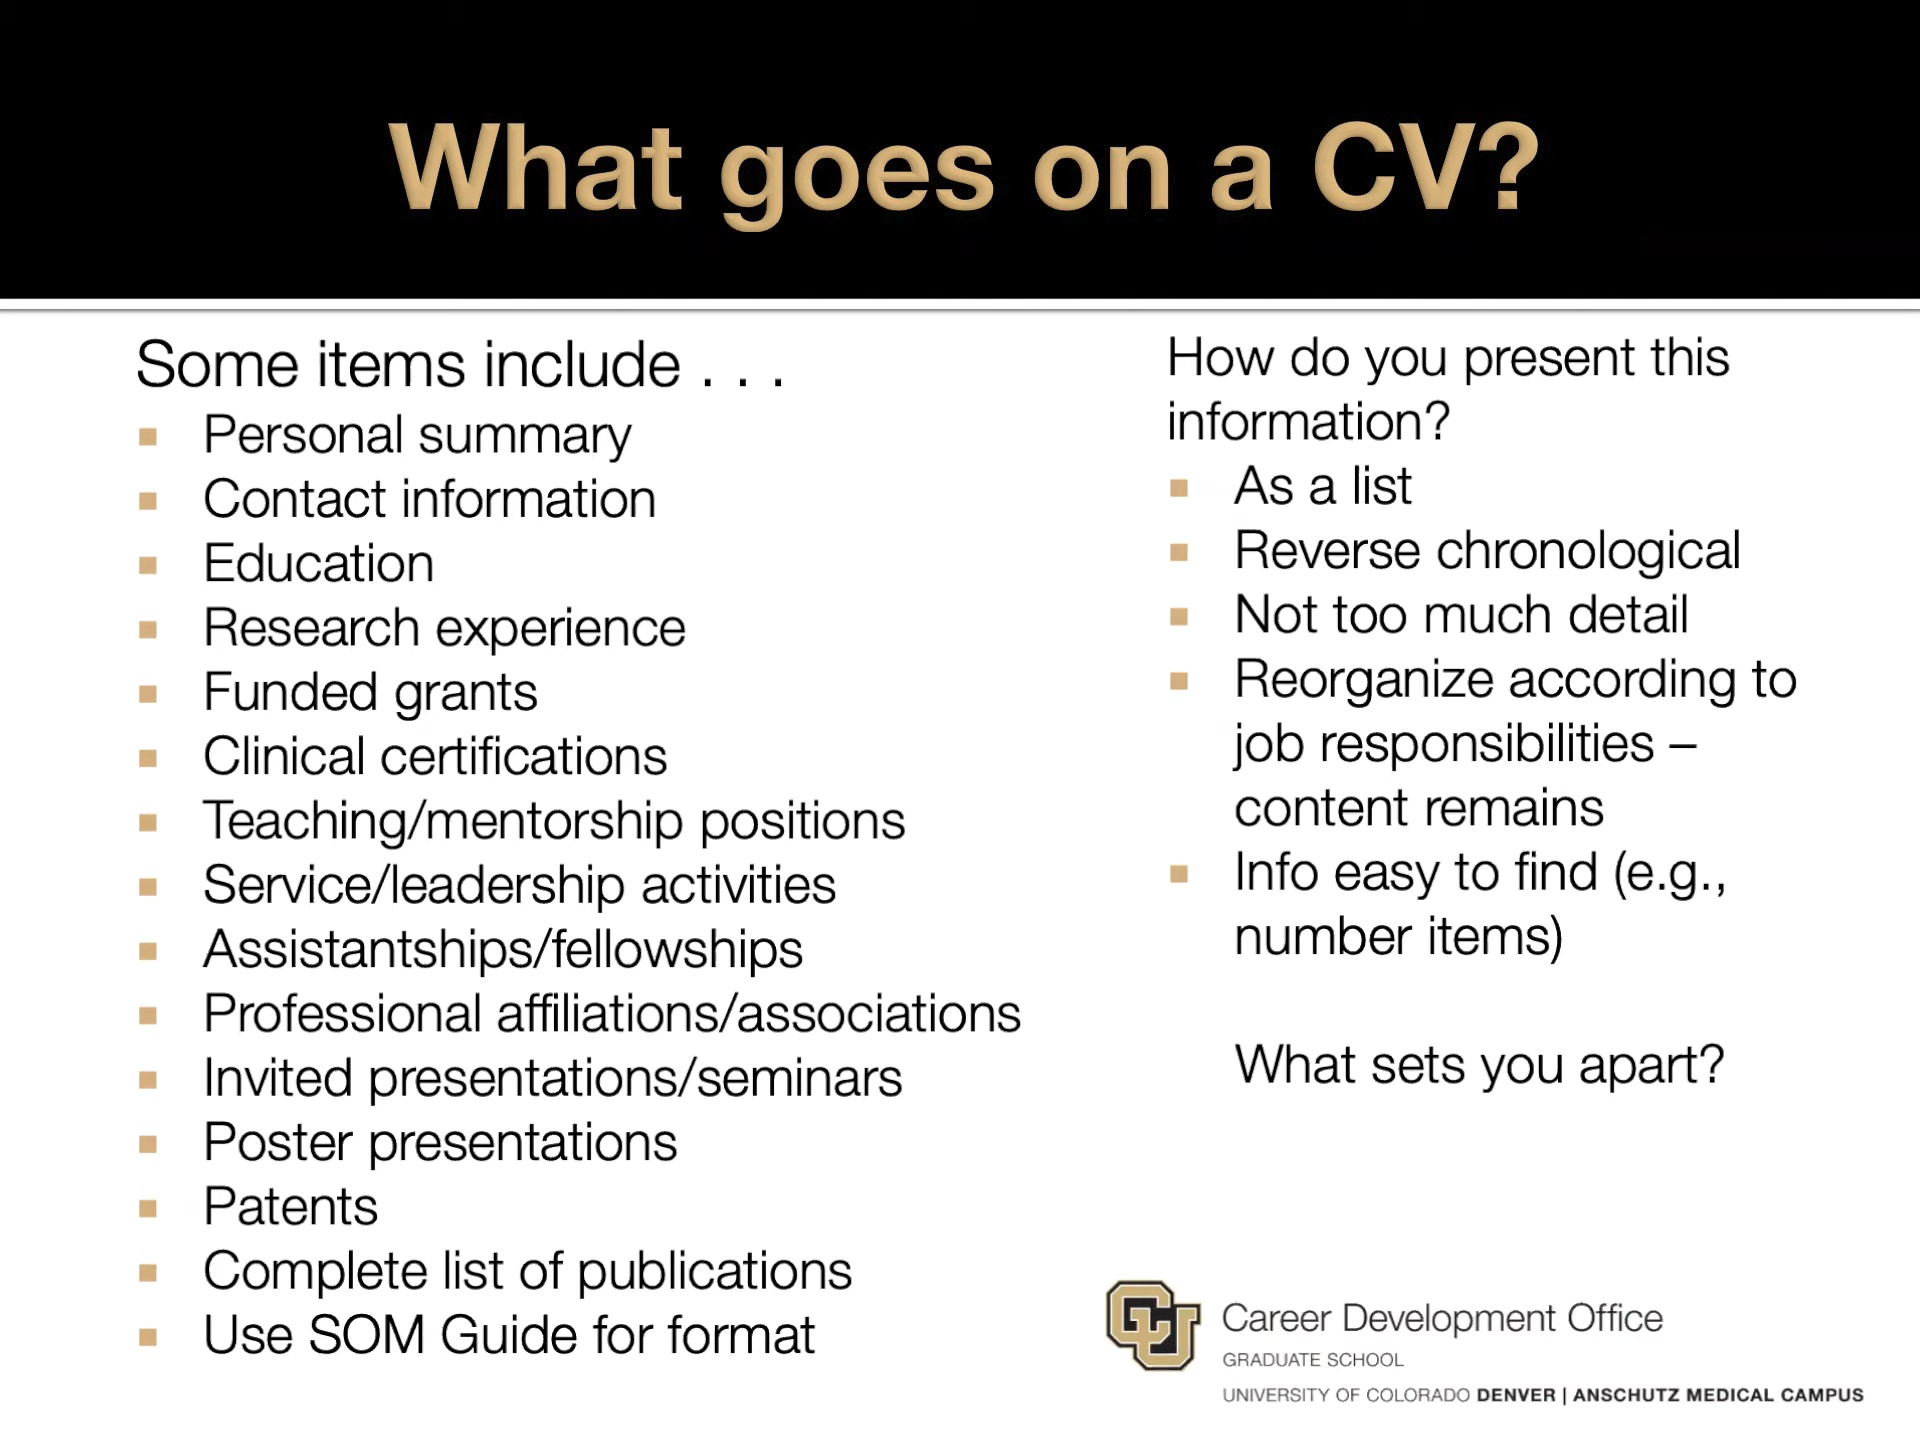 What goes on a CV?
Some items include . . .
Personal summary
Contact information
Education
Research experience
Funded grants
Clinical certifications
Teaching/mentorship positions
Service/leadership activities
Assistantships/fellowships
Professional affiliations/associations
Invited presentations/seminars
Poster presentations
Patents
Complete list of publications
Use SOM Guide for format
How do you present this
information?
As a list
Reverse chronological
Not too much detail
Reorganize according to
job responsibilities –
content remains
Info easy to find (e.g.,
number items)
What sets you apart?
CU
Career Development Office
GRADUATE SCHOOL
UNIVERSITY OF COLORADO DENVER | ANSCHUTZ MEDICAL CAMPUS